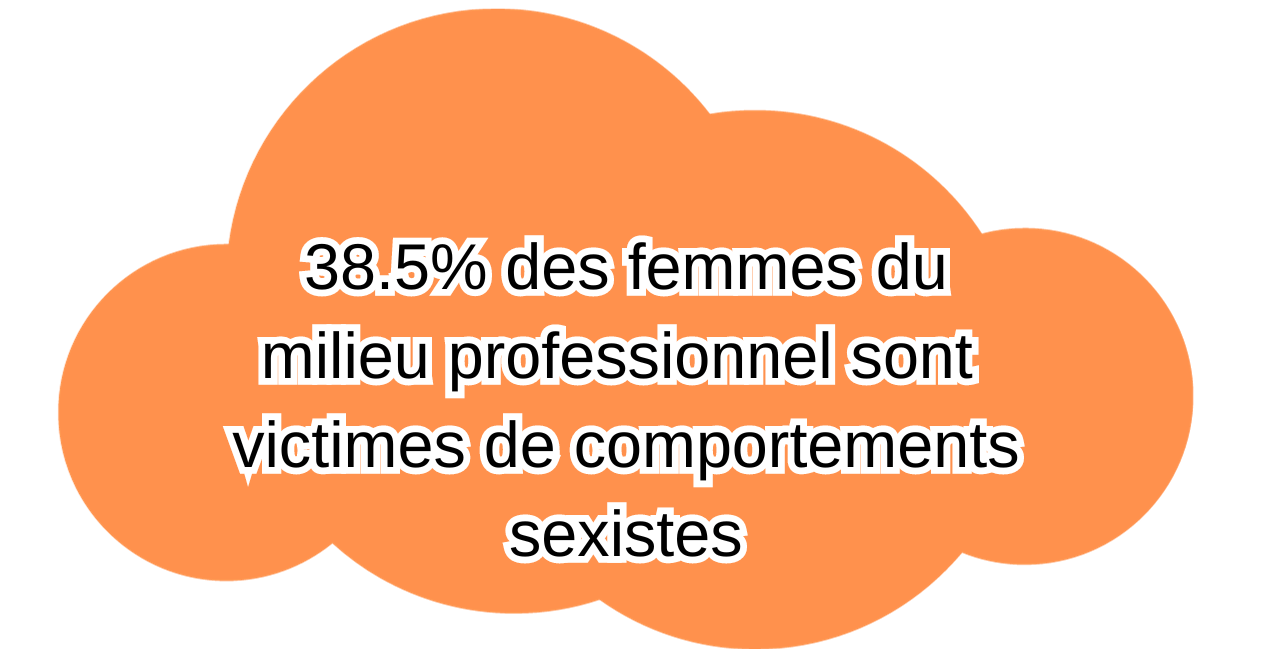 38.5% des femmes du
milieu professionnel sont
victimes de comportements
sexistes